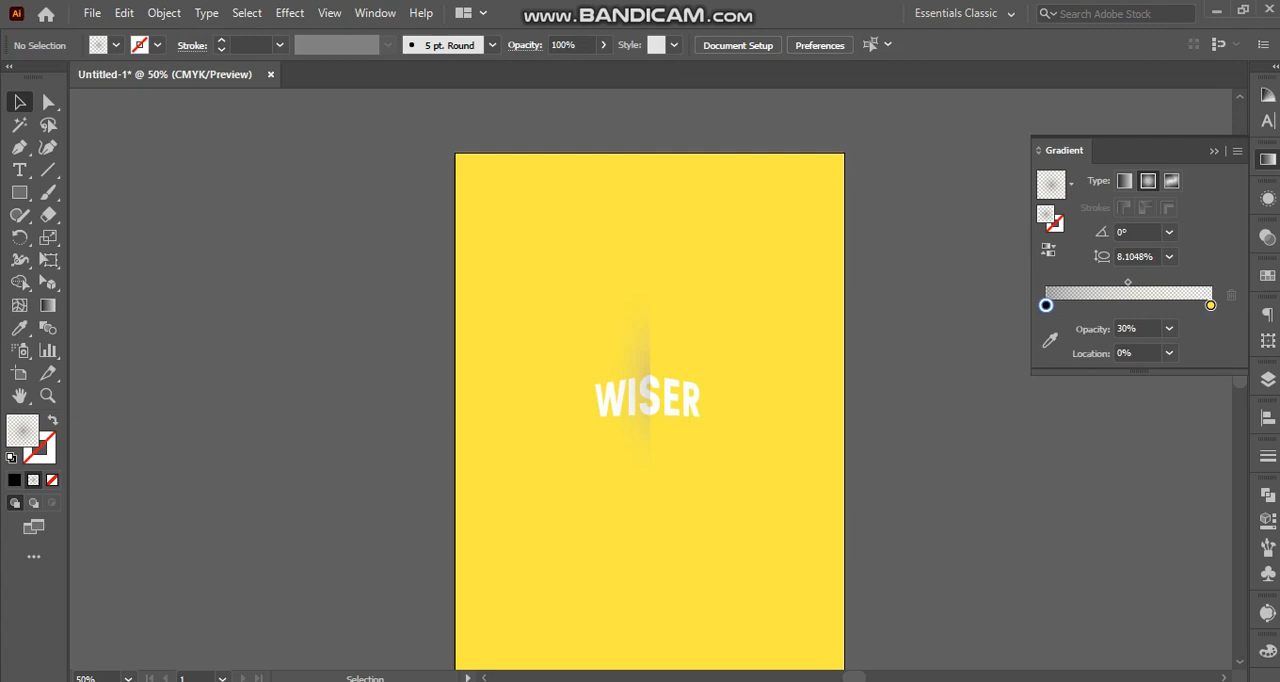 Ai File Edit Object Type Select Effect View Window Help www.BANDICAM.com Essentials Classic Search Adobe Stock
No Selection Stroke: 5 pt. Round Opacity: 100% Style: Document Setup Preferences
Untitled-1* @ 50% (CMYK/Preview) ×
Gradient
Type:
Strokes:
0°
8.1048%
Opacity: 30%
Location: 0%
WISER
50% 1 Selection